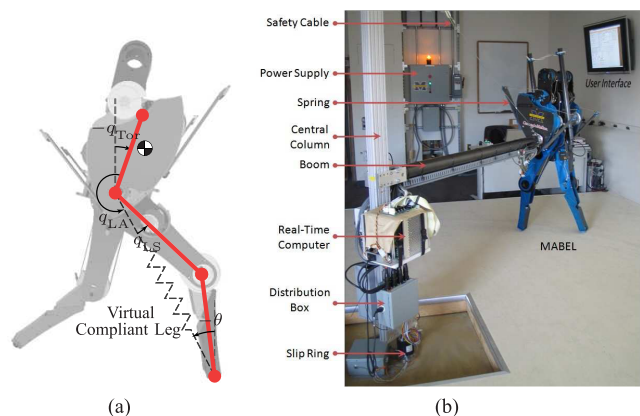 (a)
−q_Tor
q_LA
q_LS
Virtual
Compliant Leg
−θ
(b)
Safety Cable
Power Supply
Spring
Central
Column
Boom
Real-Time
Computer
Distribution
Box
Slip Ring
User Interface
MABEL
(a)
(b)